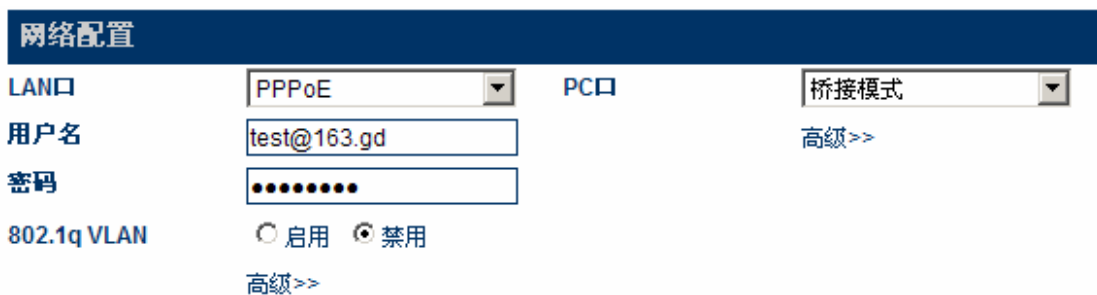 网络配置
LAN口 PPPoE PC口 桥接模式
用户名 test@163.gd 高级>>
密码 ••••••••
802.1q VLAN 启用 禁用
高级>>